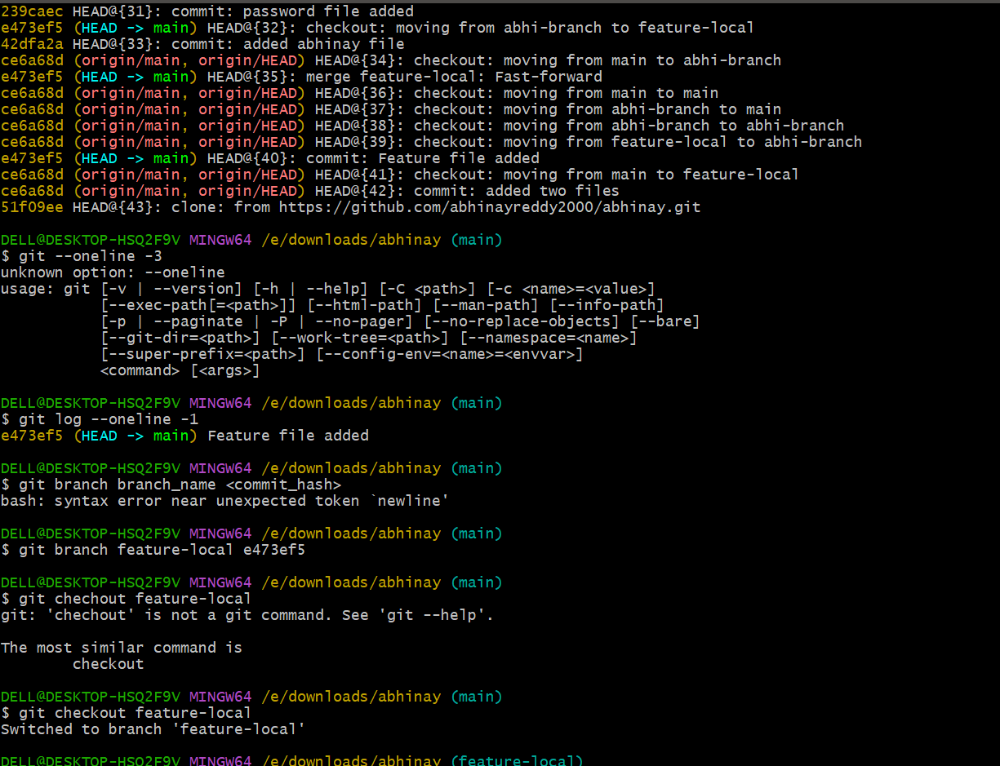 239caec HEAD@{31}: commit: password file added
e473ef5 (HEAD -> main) HEAD@{32}: checkout: moving from abhi-branch to feature-local
42dfa2a HEAD@{33}: commit: added abhinay file
ce6a68d (origin/main, origin/HEAD) HEAD@{34}: checkout: moving from main to abhi-branch
e473ef5 (HEAD -> main) HEAD@{35}: merge feature-local: Fast-forward
ce6a68d (origin/main, origin/HEAD) HEAD@{36}: checkout: moving from main to main
ce6a68d (origin/main, origin/HEAD) HEAD@{37}: checkout: moving from abhi-branch to main
ce6a68d (origin/main, origin/HEAD) HEAD@{38}: checkout: moving from abhi-branch to abhi-branch
ce6a68d (origin/main, origin/HEAD) HEAD@{39}: checkout: moving from feature-local to abhi-branch
e473ef5 (HEAD -> main) HEAD@{40}: commit: Feature file added
ce6a68d (origin/main, origin/HEAD) HEAD@{41}: checkout: moving from main to feature-local
ce6a68d (origin/main, origin/HEAD) HEAD@{42}: commit: added two files
51f09ee HEAD@{43}: clone: from https://github.com/abhinayreddy2000/abhinay.git

DELL@DESKTOP-HSQ2F9V MINGW64 /e/downloads/abhinay (main)
$ git --oneline -3
unknown option: --oneline
usage: git [-v | --version] [-h | --help] [-C <path>] [-c <name>=<value>]
           [--exec-path[=<path>]] [--html-path] [--man-path] [--info-path]
           [-p | --paginate | -P | --no-pager] [--no-replace-objects] [--bare]
           [--git-dir=<path>] [--work-tree=<path>] [--namespace=<name>]
           [--super-prefix=<path>] [--config-env=<name>=<envvar>]
           <command> [<args>]

DELL@DESKTOP-HSQ2F9V MINGW64 /e/downloads/abhinay (main)
$ git log --oneline -1
e473ef5 (HEAD -> main) Feature file added

DELL@DESKTOP-HSQ2F9V MINGW64 /e/downloads/abhinay (main)
$ git branch branch_name <commit_hash>
bash: syntax error near unexpected token `newline'

DELL@DESKTOP-HSQ2F9V MINGW64 /e/downloads/abhinay (main)
$ git branch feature-local e473ef5

DELL@DESKTOP-HSQ2F9V MINGW64 /e/downloads/abhinay (main)
$ git chechout feature-local
git: 'chechout' is not a git command. See 'git --help'.

The most similar command is
        checkout

DELL@DESKTOP-HSQ2F9V MINGW64 /e/downloads/abhinay (main)
$ git checkout feature-local
Switched to branch 'feature-local'

DELL@DESKTOP-HSQ2F9V MINGW64 /e/downloads/abhinay (feature-local)